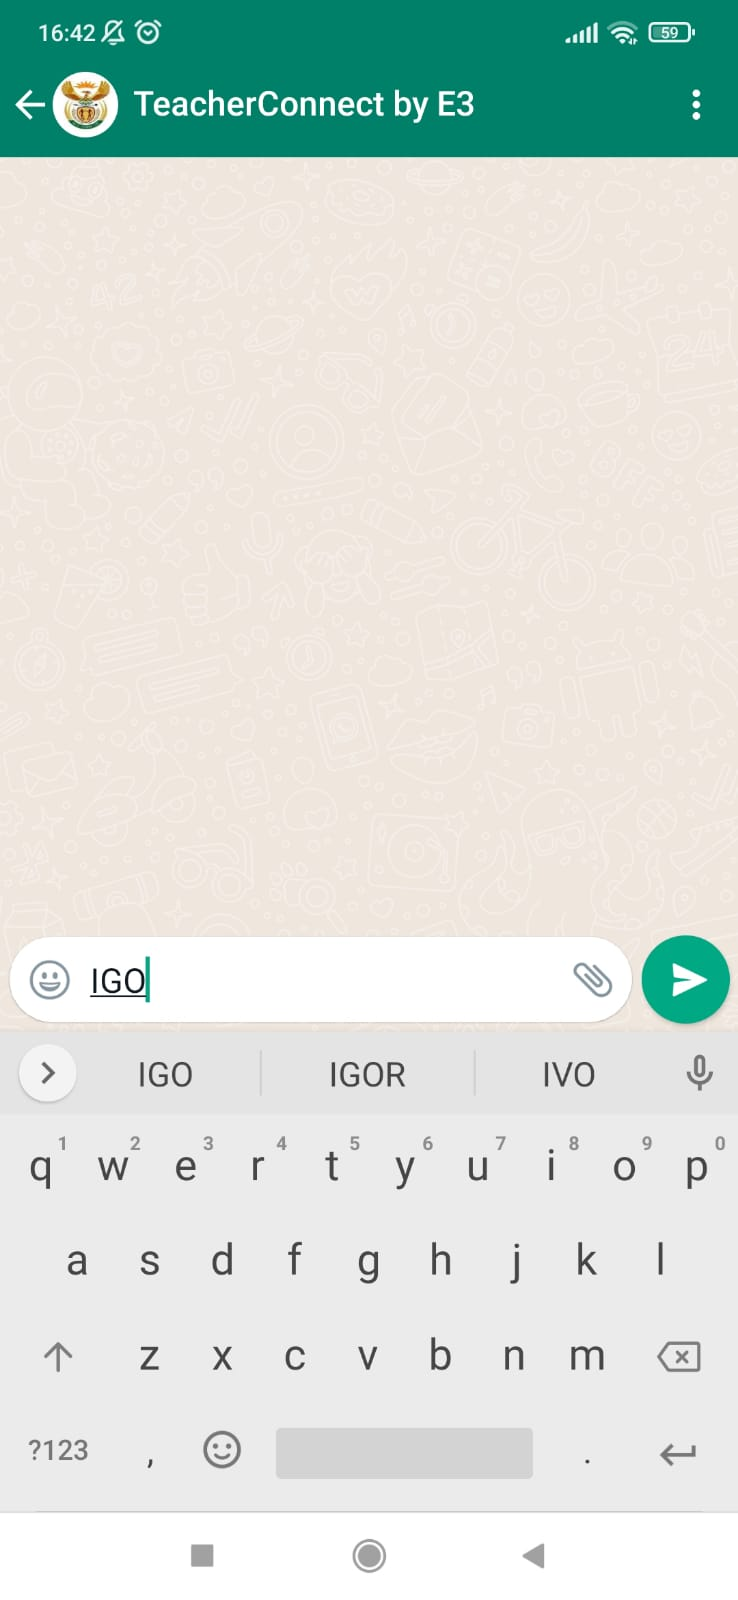 16:42 59
TeacherConnect by E3
IGO
IGO IGOR IVO
1 2 3 4 5 6 7 8 9 0
q w e r t y u i o p
a s d f g h j k l
z x c v b n m
?123 , .